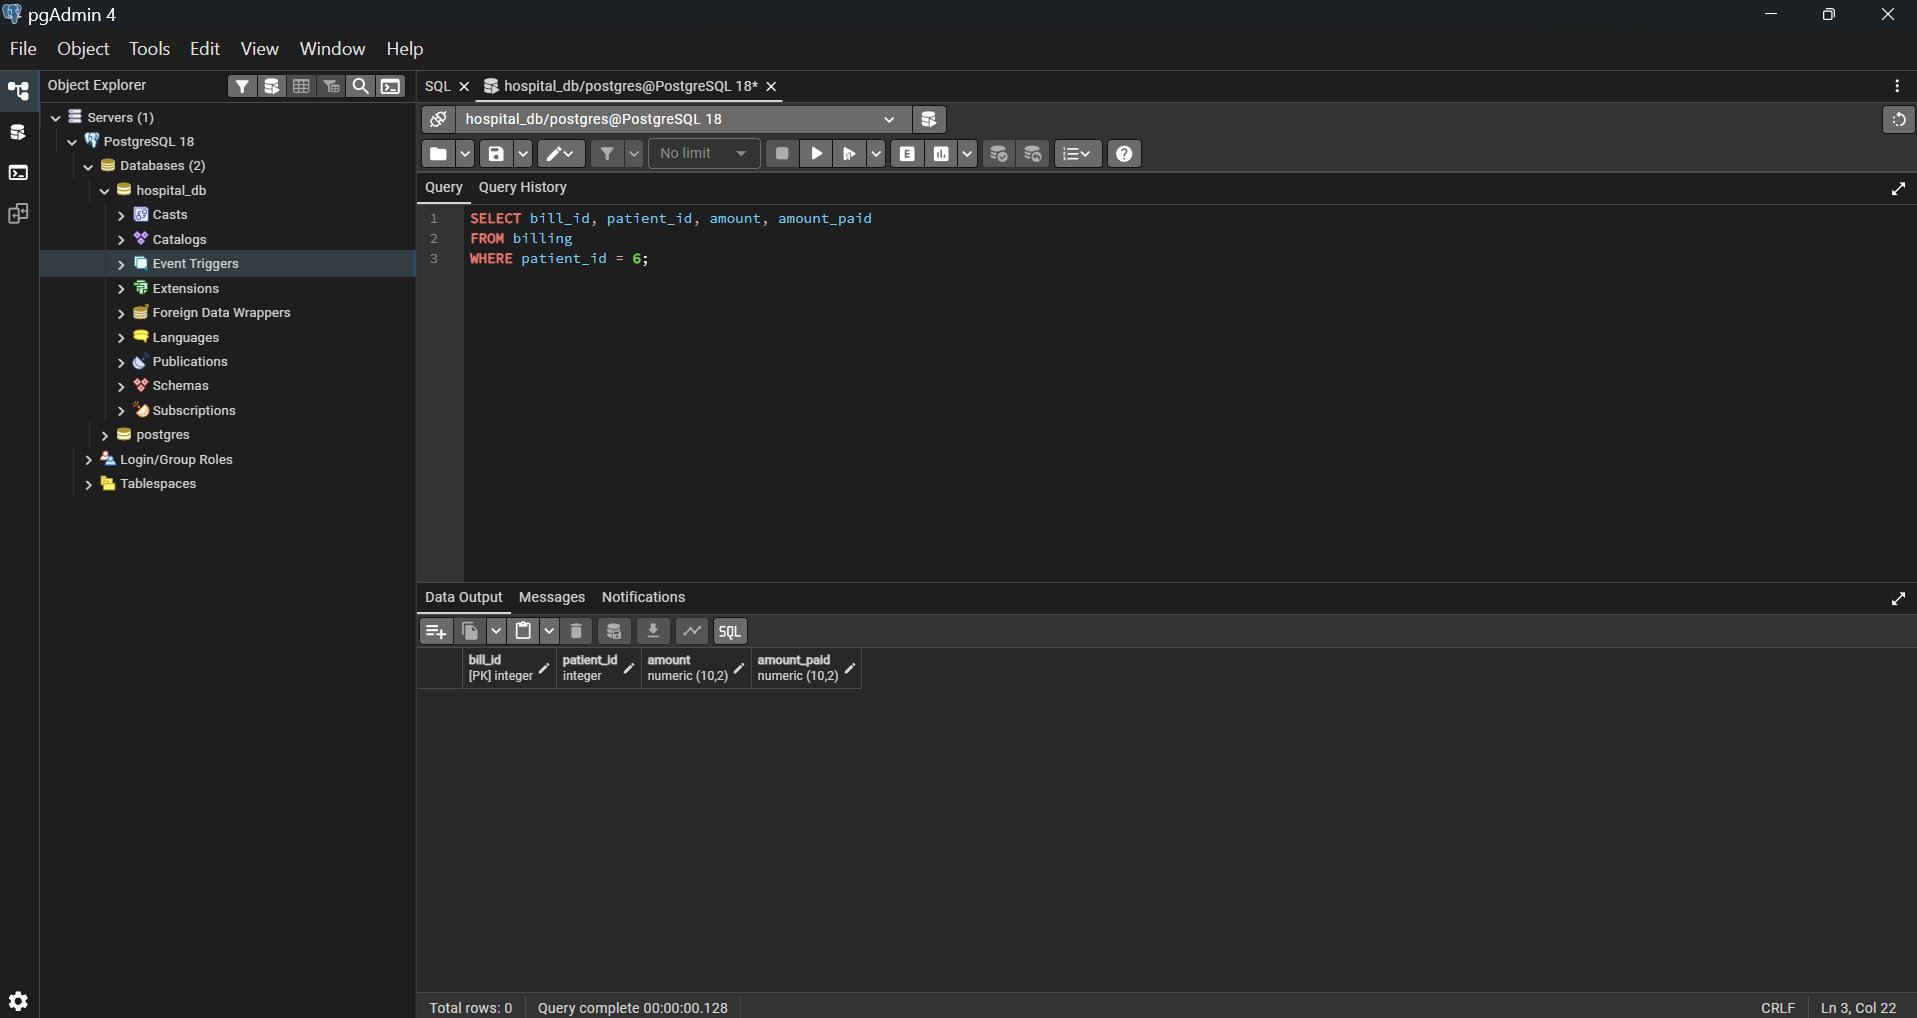 pgAdmin 4
File Object Tools Edit View Window Help
Object Explorer
SQL hospital_db/postgres@PostgreSQL 18*
Servers (1)
PostgreSQL 18
Databases (2)
hospital_db
Casts
Catalogs
Event Triggers
Extensions
Foreign Data Wrappers
Languages
Publications
Schemas
Subscriptions
postgres
Login/Group Roles
Tablespaces
hospital_db/postgres@PostgreSQL 18
No limit E
Query Query History
1 SELECT bill_id, patient_id, amount, amount_paid
2 FROM billing
3 WHERE patient_id = 6;
Data Output Messages Notifications
SQL
bill_id patient_id amount amount_paid
[PK] integer integer numeric (10,2) numeric (10,2)
Total rows: 0 Query complete 00:00:00.128 CRLF Ln 3, Col 22